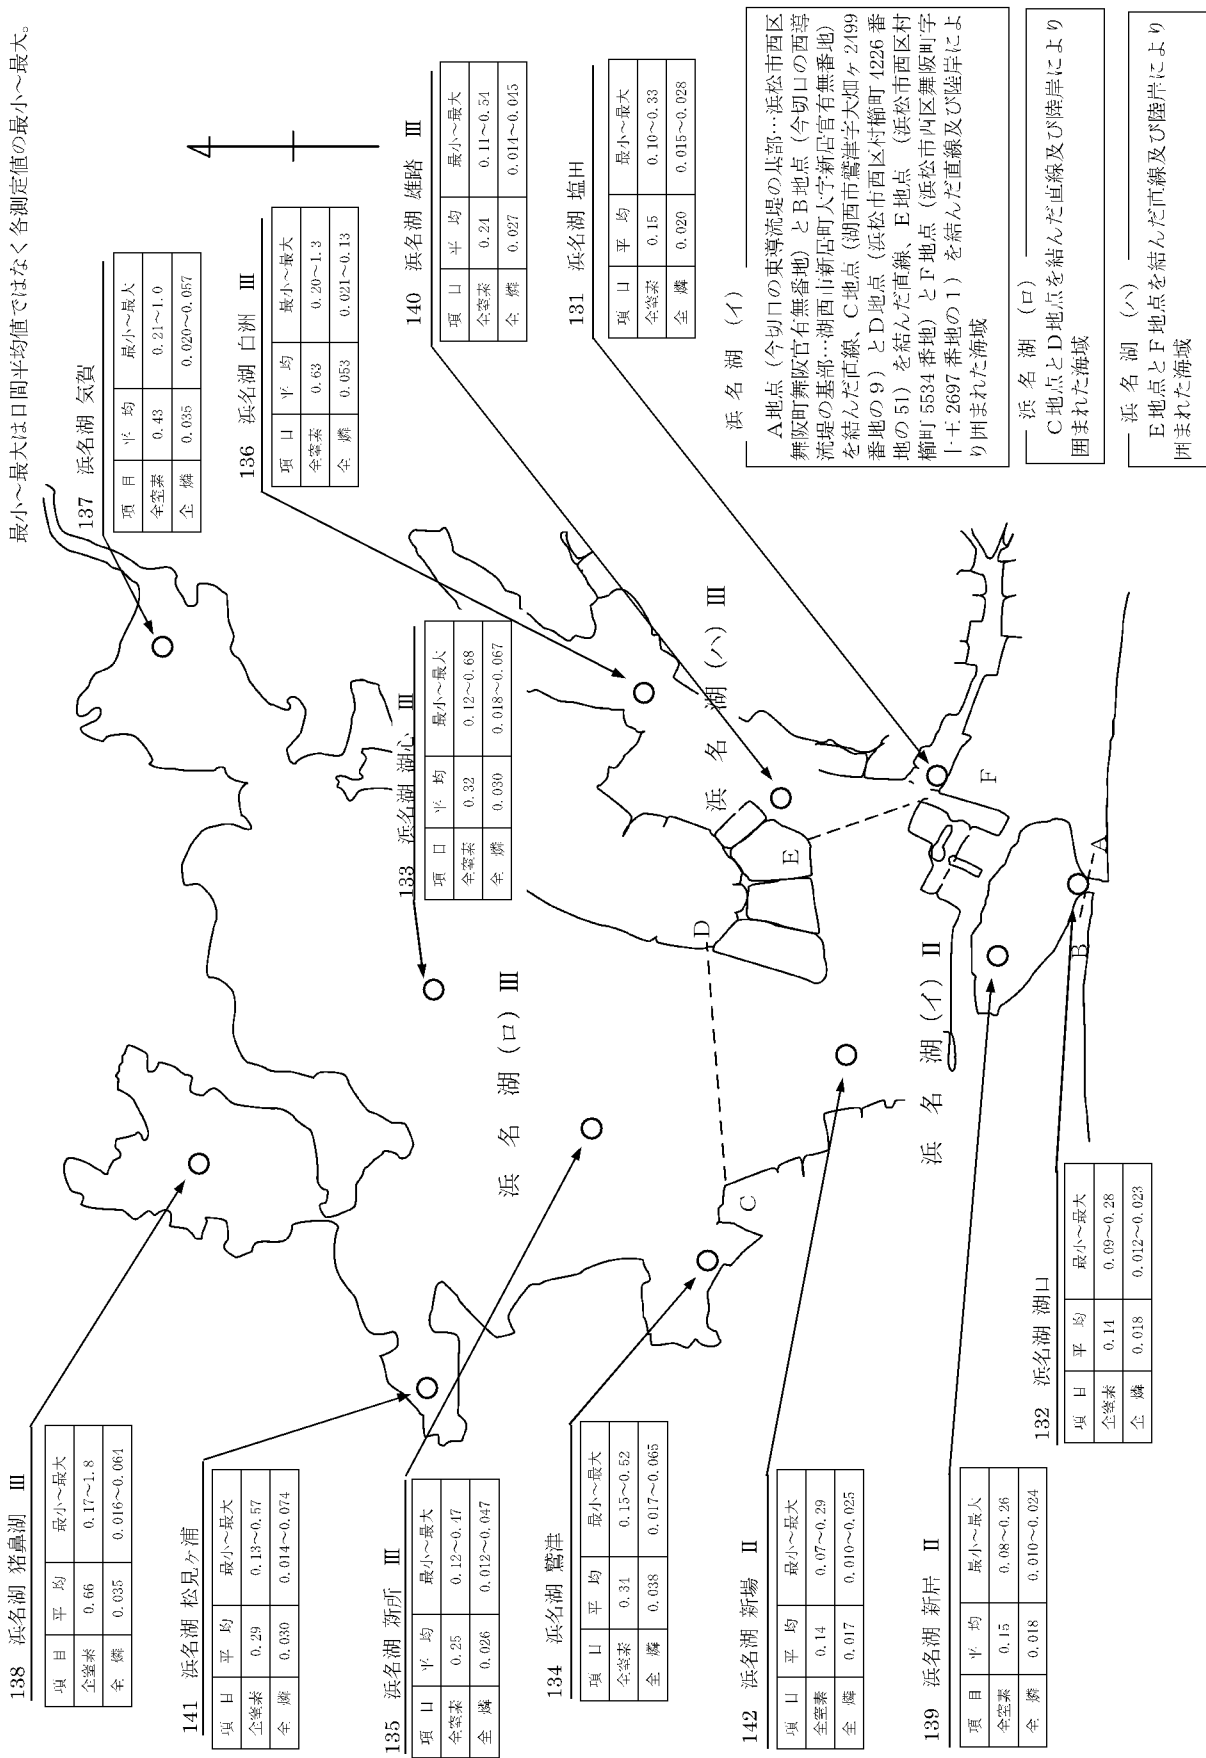 最小～最大は日間平均値ではなく各測定値の最小～最大。
138 浜名湖 猪鼻湖 Ⅲ
項 目 平 均 最小～最大
全窒素 0.66 0.17～1.8
全 燐 0.035 0.016～0.064
141 浜名湖 松見ヶ浦
項 目 平 均 最小～最大
全窒素 0.29 0.13～0.57
全 燐 0.030 0.014～0.074
135 浜名湖 新所 Ⅲ
項 目 平 均 最小～最大
全窒素 0.25 0.12～0.47
全 燐 0.026 0.012～0.047
134 浜名湖 鷲津
項 目 平 均 最小～最大
全窒素 0.34 0.15～0.52
全 燐 0.038 0.017～0.065
142 浜名湖 新場 Ⅱ
項 目 平 均 最小～最大
全窒素 0.14 0.07～0.29
全 燐 0.017 0.010～0.025
139 浜名湖 新居 Ⅱ
項 目 平 均 最小～最大
全窒素 0.15 0.08～0.26
全 燐 0.018 0.010～0.024
132 浜名湖 湖口
項 目 平 均 最小～最大
全窒素 0.14 0.09～0.28
全 燐 0.018 0.012～0.023
133 浜名湖 湖心 Ⅲ
項 目 平 均 最小～最大
全窒素 0.32 0.12～0.68
全 燐 0.030 0.018～0.067
137 浜名湖 気賀
項 目 平 均 最小～最大
全窒素 0.43 0.21～1.0
全 燐 0.035 0.020～0.057
136 浜名湖 白洲 Ⅲ
項 目 平 均 最小～最大
全窒素 0.63 0.20～1.3
全 燐 0.053 0.021～0.13
140 浜名湖 雄踏 Ⅲ
項 目 平 均 最小～最大
全窒素 0.24 0.11～0.54
全 燐 0.027 0.014～0.045
131 浜名湖 塩田
項 目 平 均 最小～最大
全窒素 0.15 0.10～0.33
全 燐 0.020 0.015～0.028
浜 名 湖 (ロ) Ⅲ
浜 名 湖 (ハ) Ⅲ
浜 名 湖 (イ) Ⅱ
C
D
E
F
B
A
浜 名 湖 (イ)
A地点（今切口の東導流堤の基部…浜松市西区
舞阪町舞阪官有無番地）とB地点（今切口の西導
流堤の基部…湖西市新居町大字新居官有無番地）
を結んだ直線、C地点（湖西市鷲津字大畑ヶ2499
番地の9）とD地点（浜松市西区村櫛町4226番
地の51）を結んだ直線、E地点（浜松市西区村
櫛町5534番地）とF地点（浜松市西区舞阪町字
十王2697番地の1）を結んだ直線及び陸岸によ
り囲まれた海域
浜 名 湖 (ロ)
C地点とD地点を結んだ直線及び陸岸により
囲まれた海域
浜 名 湖 (ハ)
E地点とF地点を結んだ直線及び陸岸により
囲まれた海域